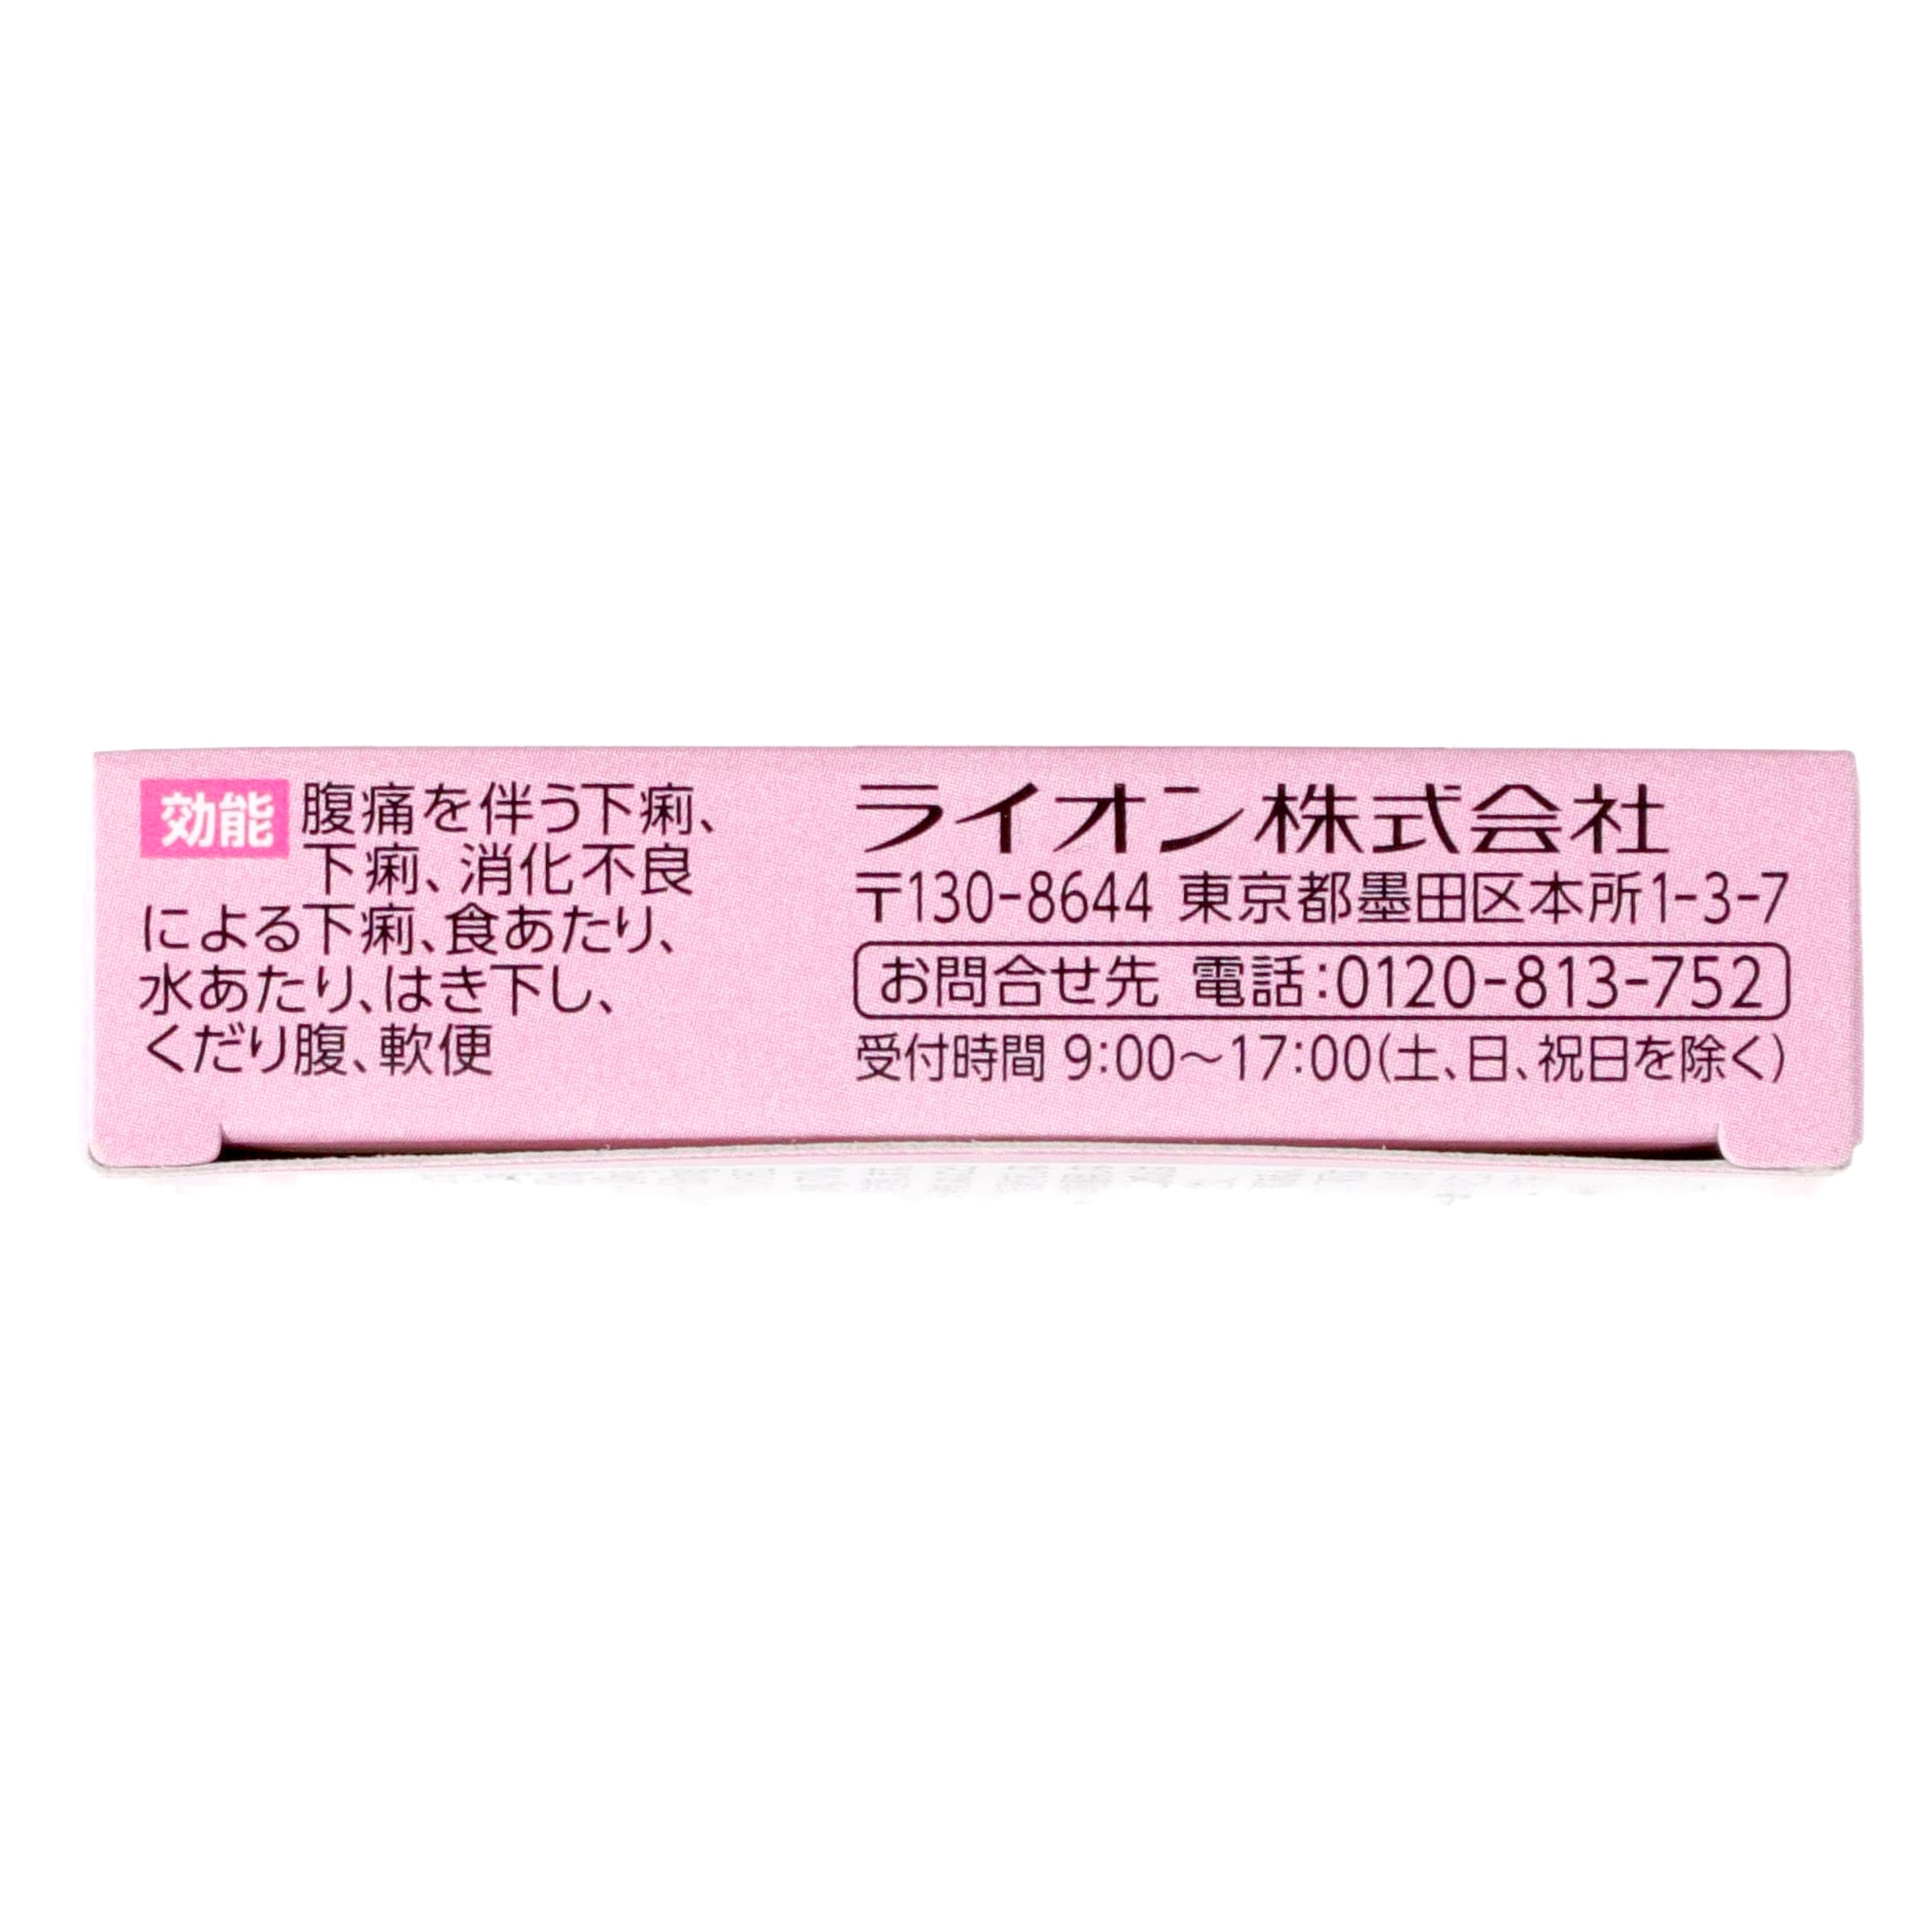 効能 腹痛を伴う下痢、
下痢、消化不良
による下痢、食あたり、
水あたり、はき下し、
くだり腹、軟便
ライオン株式会社
〒130-8644 東京都墨田区本所1-3-7
お問合せ先 電話:0120-813-752
受付時間 9:00〜17:00(土、日、祝日を除く)